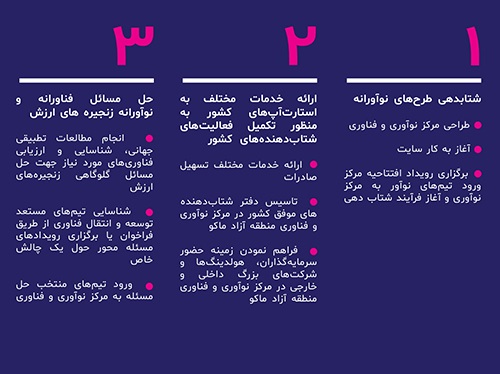 ۱
شتابدهی طرح‌های نوآورانه
● طراحی مرکز نوآوری و فناوری
● آغاز به کار سایت
● برگزاری رویداد افتتاحیه مرکز
ورود تیم‌های نوآور به مرکز
نوآوری و آغاز فرآیند شتاب دهی
۲
ارائه خدمات مختلف به
استارت‌آپ‌های کشور به
منظور تکمیل فعالیت‌های
شتاب‌دهنده‌های کشور
● ارائه خدمات مختلف تسهیل
صادرات
● تاسیس دفتر شتاب‌دهنده
های موفق کشور در مرکز نوآوری
و فناوری منطقه آزاد ماکو
● فراهم نمودن زمینه حضور
سرمایه‌گذاران، هولدینگ‌ها و
شرکت‌های بزرگ داخلی و
خارجی در مرکز نوآوری و فناوری
منطقه آزاد ماکو
۳
حل مسائل فناورانه و
نوآورانه زنجیره های ارزش
● انجام مطالعات تطبیقی
جهانی، شناسایی و ارزیابی
فناوری‌های مورد نیاز جهت حل
مسائل گلوگاهی زنجیره‌های
ارزش
● شناسایی تیم‌های مستعد
توسعه و انتقال فناوری از طریق
فراخوان یا برگزاری رویدادهای
مسئله محور حول یک چالش
خاص
● ورود تیم‌های منتخب حل
مسئله به مرکز نوآوری و فناوری